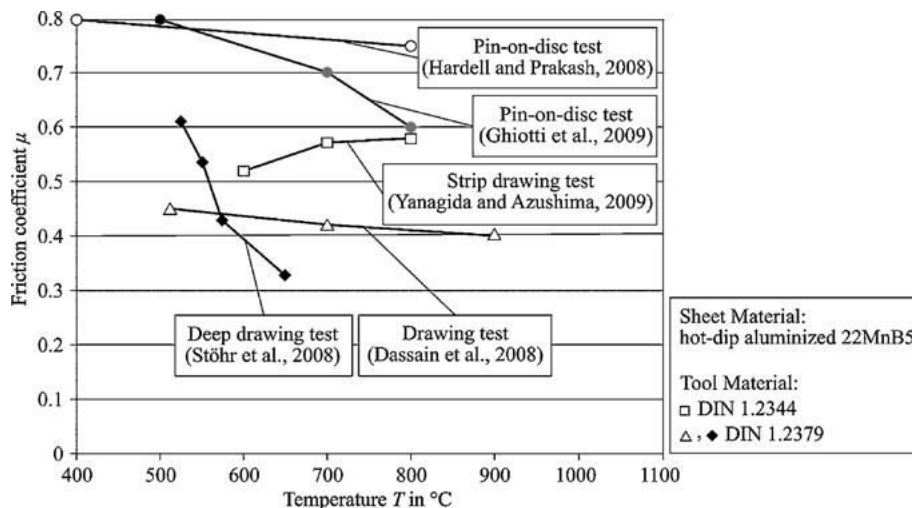 0.8
0.7
0.6
0.5
0.4
0.3
0.2
0.1
0
Friction coefficient μ
400 500 600 700 800 900 1000 1100
Temperature T in °C
Pin-on-disc test
(Hardell and Prakash, 2008)
Pin-on-disc test
(Ghiotti et al., 2009)
Strip drawing test
(Yanagida and Azushima, 2009)
Deep drawing test
(Stöhr et al., 2008)
Drawing test
(Dassain et al., 2008)
Sheet Material:
hot-dip aluminized 22MnB5
Tool Material:
□ DIN 1.2344
△ , ◆ DIN 1.2379